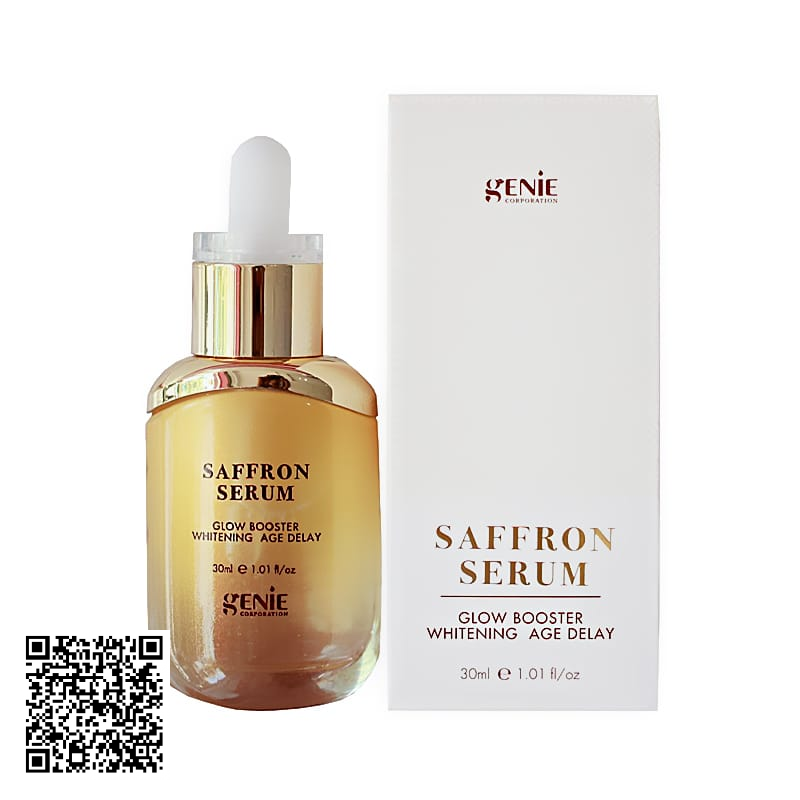 SAFFRON
SERUM
GLOW BOOSTER
WHITENING AGE DELAY
30ml e 1.01 fl/oz
gENiE
CORPORATION
gENiE
CORPORATION
SAFFRON
SERUM
GLOW BOOSTER
WHITENING AGE DELAY
30ml e 1.01 fl/oz